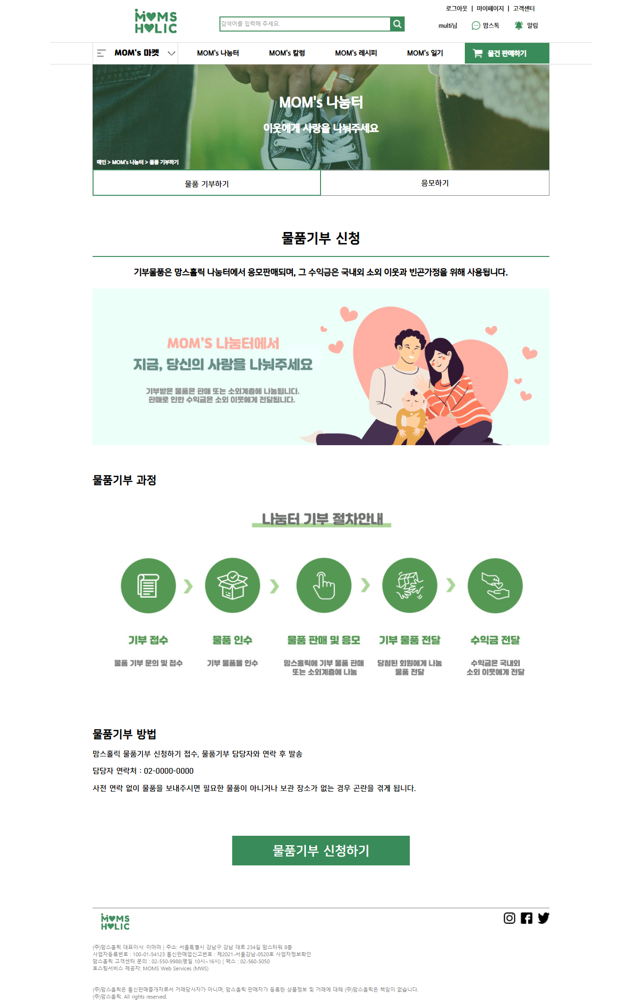 로그아웃 | 마이페이지 | 고객센터
MOMS
HOLIC
검색어를 입력해 주세요.
multi님
맘스톡
알림
MOM's 마켓
MOM's 나눔터
MOM's 칼럼
MOM's 레시피
MOM's 일기
물건 판매하기
MOM's 나눔터
이웃에게 사랑을 나눠주세요
메인 > MOM's 나눔터 > 물품 기부하기
물품 기부하기
응모하기
물품기부 신청
기부물품은 맘스홀릭 나눔터에서 응모판매되며, 그 수익금은 국내외 소외 이웃과 빈곤가정을 위해 사용됩니다.
MOM’S 나눔터에서
지금, 당신의 사랑을 나눠주세요
기부받은 물품은 판매 또는 소외계층에 나눔됩니다.
판매로 인한 수익금은 소외 이웃에게 전달됩니다.
물품기부 과정
나눔터 기부 절차안내
기부 접수
물품 기부 문의 및 접수
물품 인수
기부 물품을 인수
물품 판매 및 응모
맘스홀릭에 기부 물품 판매
또는 소외계층에 나눔
기부 물품 전달
당첨된 회원에게 나눔
물품 전달
수익금 전달
수익금은 국내외
소외 이웃에게 전달
물품기부 방법
맘스홀릭 물품기부 신청하기 접수, 물품기부 담당자와 연락 후 발송
담당자 연락처 : 02-0000-0000
사전 연락 없이 물품을 보내주시면 필요한 물품이 아니거나 보관 장소가 없는 경우 곤란을 겪게 됩니다.
물품기부 신청하기
MOMS
HOLIC
(주)맘스홀릭 대표이사: 이마마 | 주소: 서울특별시 강남구 강남 대로 234길 맘스타워 8층
사업자등록번호 : 100-01-54123 통신판매업신고번호 : 제2021-서울강남-0520호 사업자정보확인
맘스홀릭 고객센터 문의 : 02-550-9988(평일 10시~16시) | 팩스 : 02-560-5050
호스팅서비스 제공자: MOMS Web Services (MWS)
(주)맘스홀릭은 통신판매중개자로서 거래당사자가 아니며, 맘스홀릭 판매자가 등록한 상품정보 및 거래에 대해 (주)맘스홀릭은 책임이 없습니다.
(주)맘스홀릭. All rights reserved.